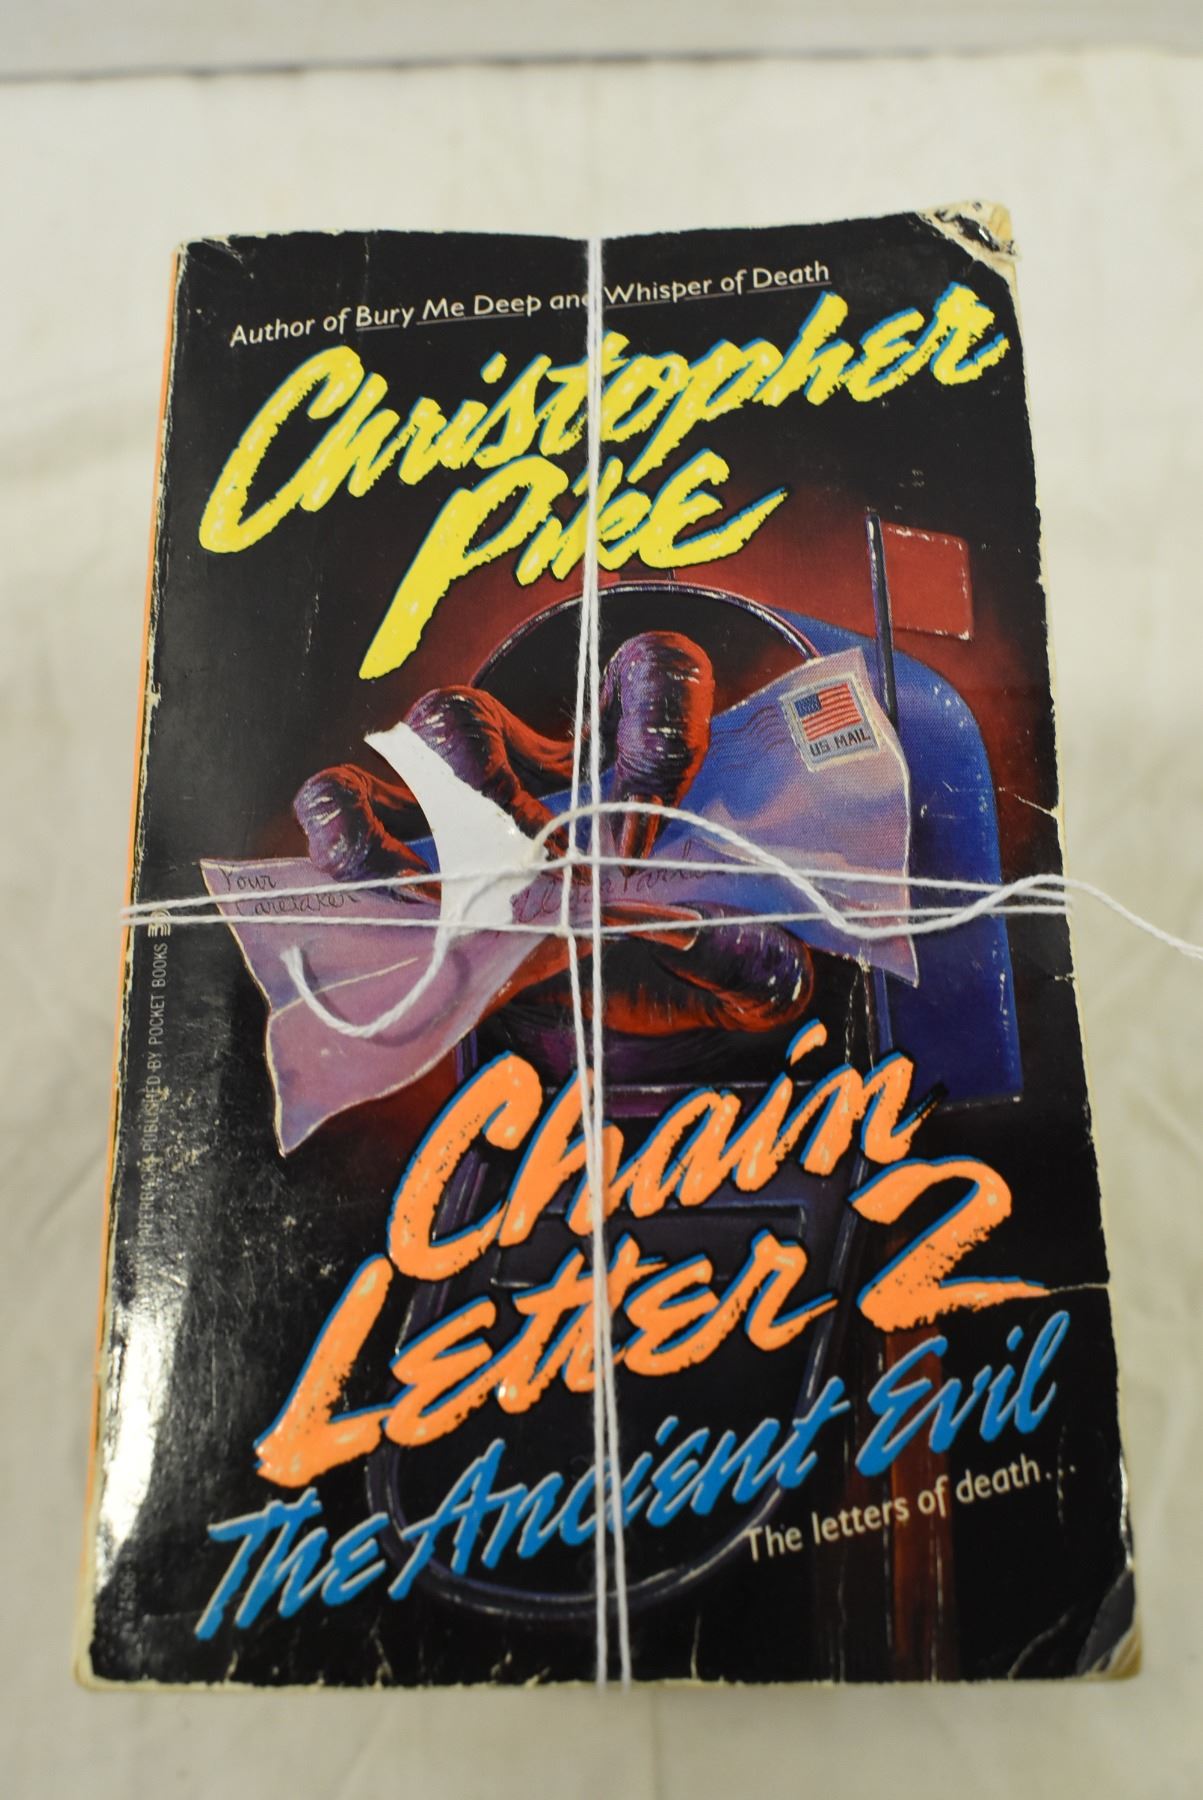 Author of Bury Me Deep and Whisper of Death
Christopher
Pike
US MAIL
Your
Caretaker
Chain
Letter 2
The Ancient Evil
The letters of death...
PUBLISHED BY POCKET BOOKS